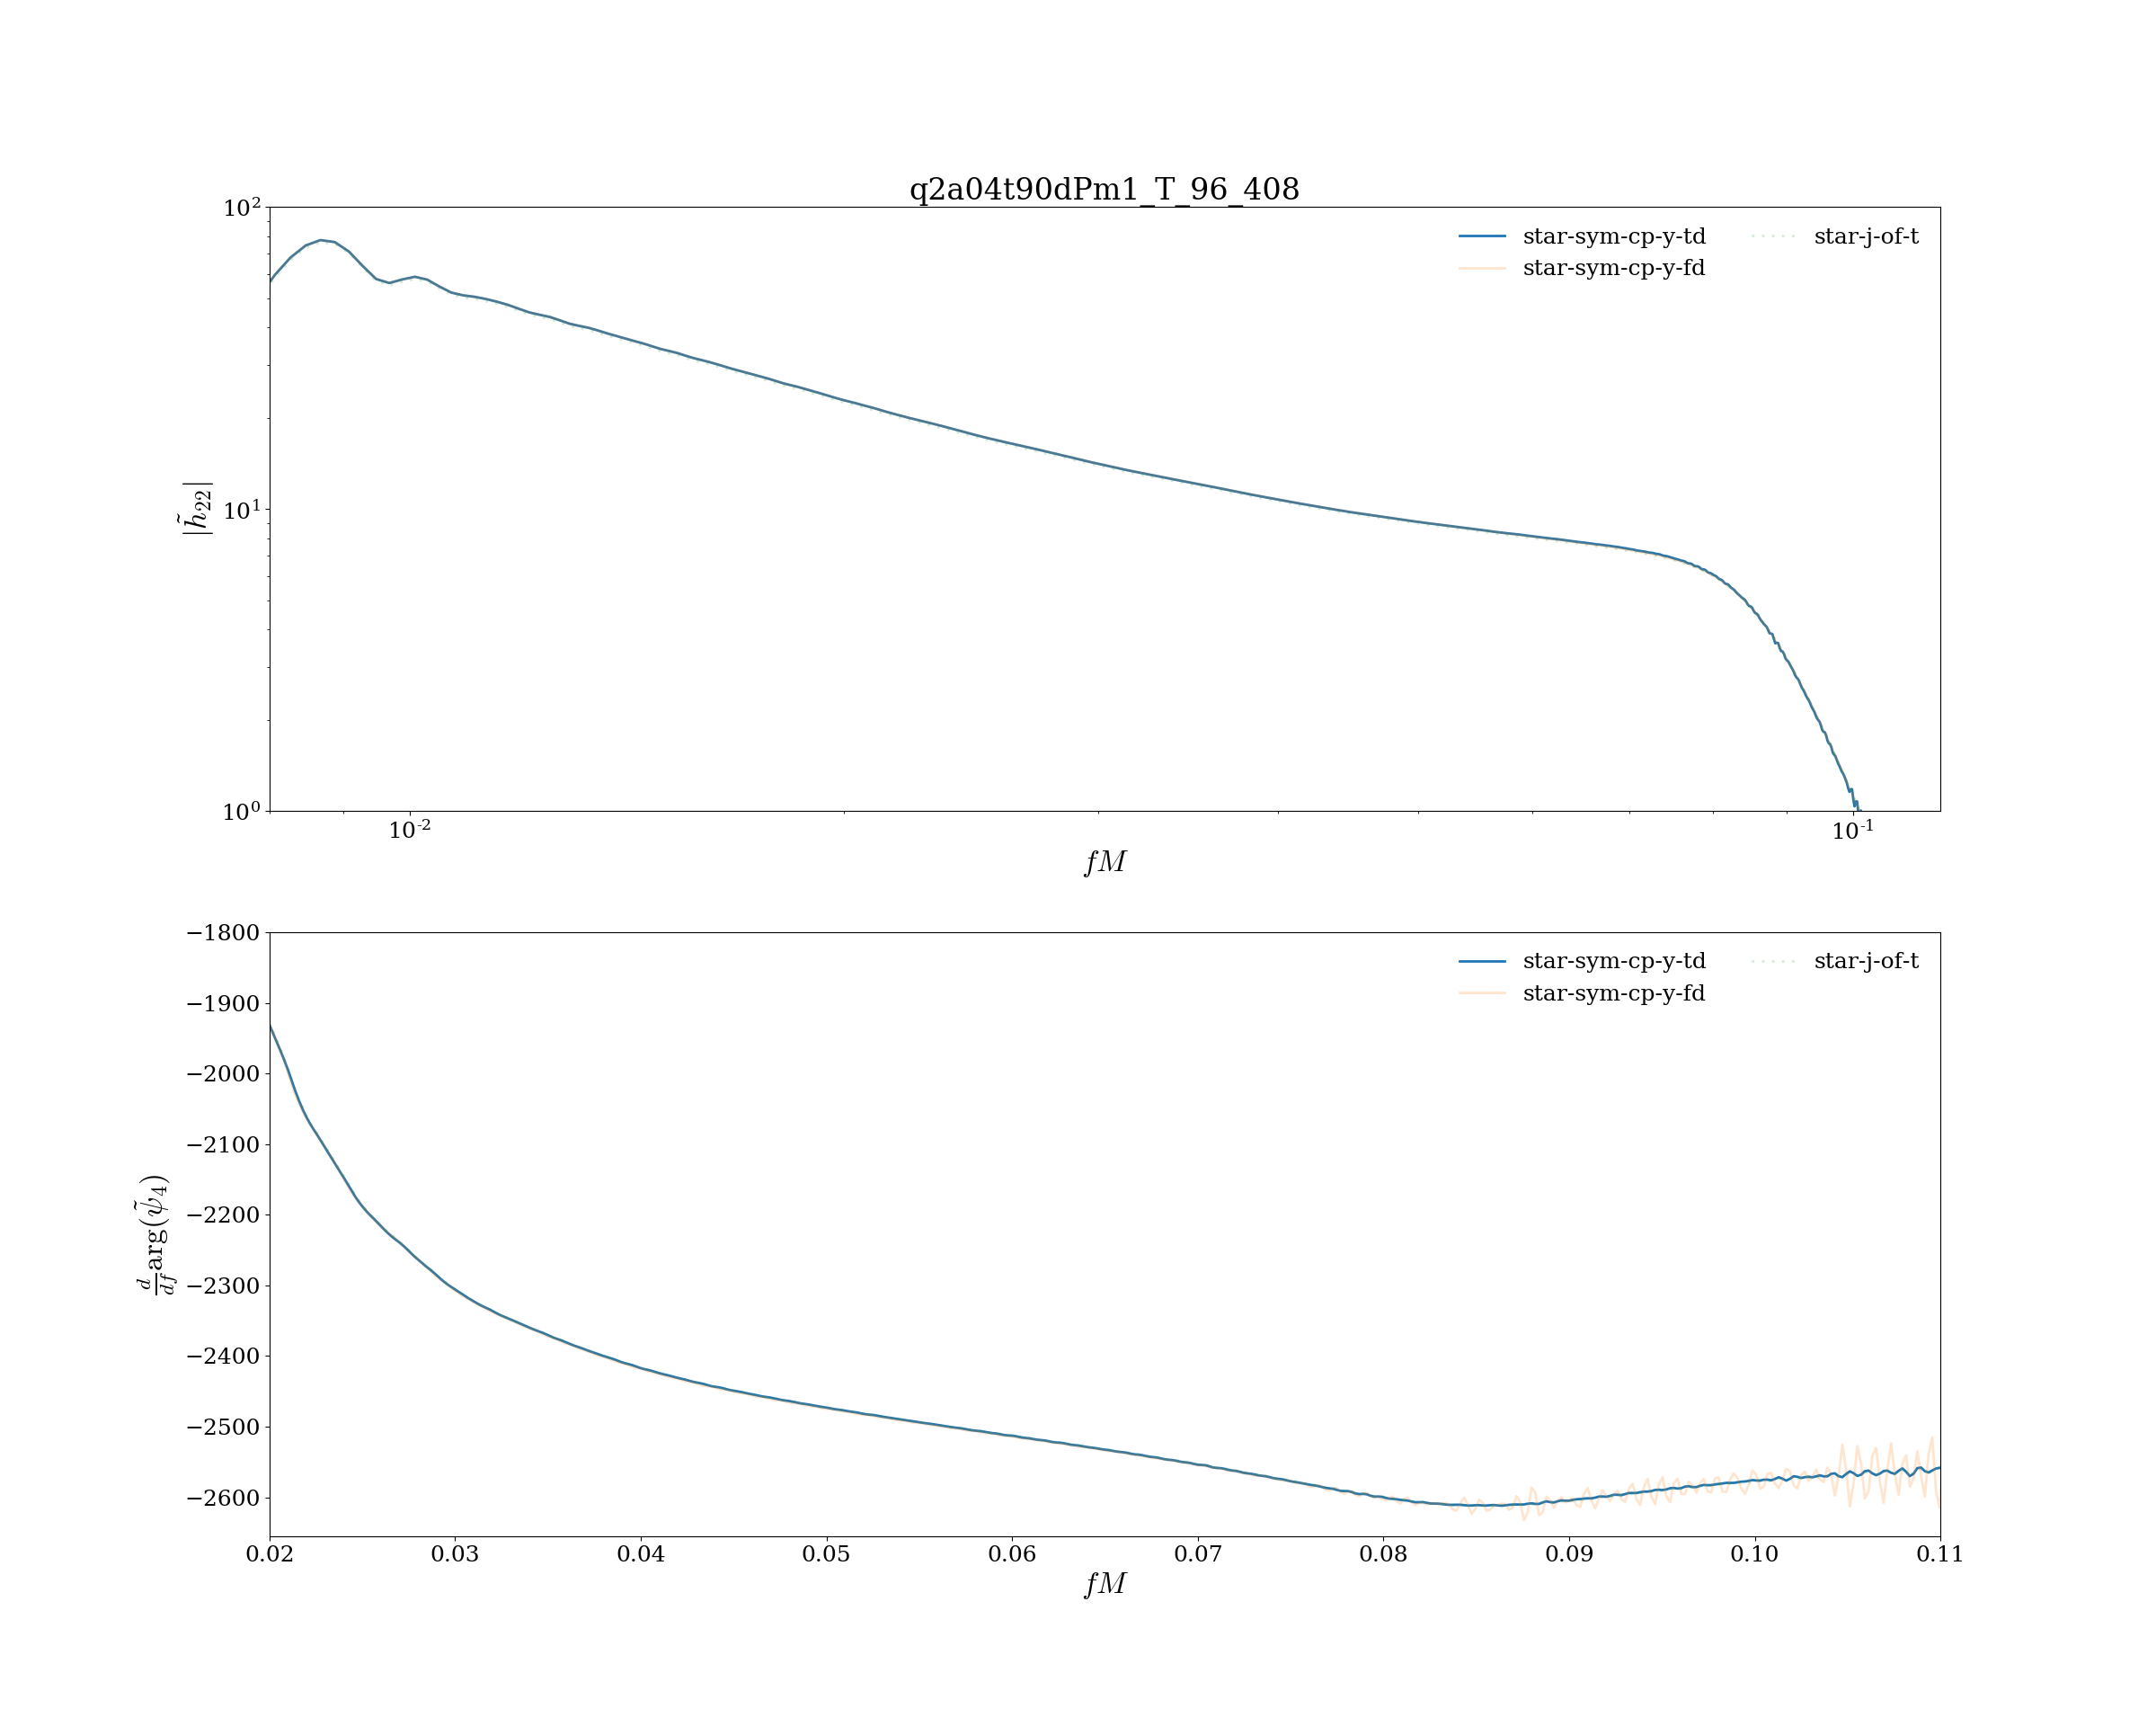 q2a04t90dPm1_T_96_408
10²
10¹
10⁰
|h̃₂₂|
star-sym-cp-y-td
star-sym-cp-y-fd
star-j-of-t
10⁻²
10⁻¹
fM
−1800
−1900
−2000
−2100
−2200
−2300
−2400
−2500
−2600
d/df arg(ψ̃₄)
star-sym-cp-y-td
star-sym-cp-y-fd
star-j-of-t
0.02 0.03 0.04 0.05 0.06 0.07 0.08 0.09 0.10 0.11
fM